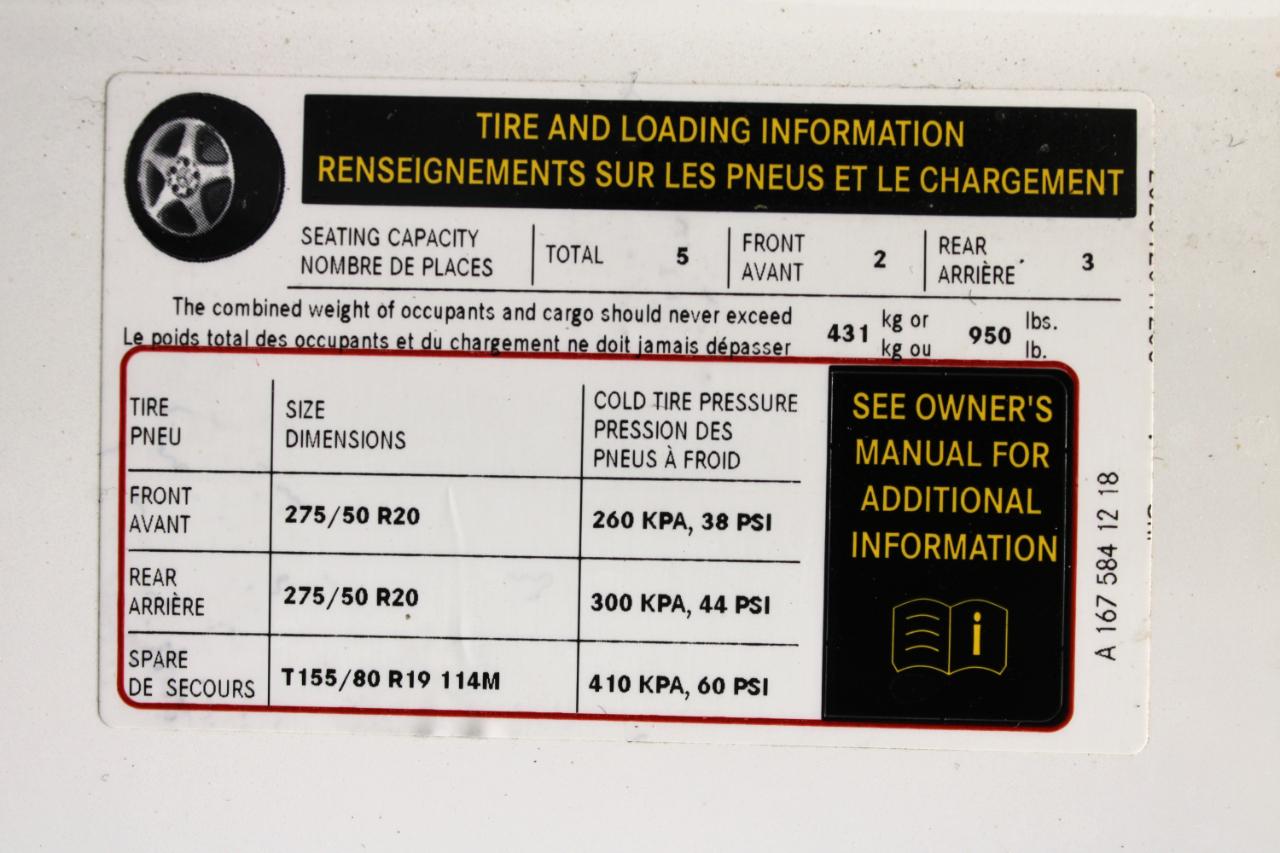 TIRE AND LOADING INFORMATION
RENSEIGNEMENTS SUR LES PNEUS ET LE CHARGEMENT
SEATING CAPACITY
NOMBRE DE PLACES
TOTAL 5
FRONT
AVANT
2
REAR
ARRIÈRE
3
The combined weight of occupants and cargo should never exceed
Le poids total des occupants et du chargement ne doit jamais dépasser
431
kg or
kg ou
950
lbs.
lb.
TIRE
PNEU
SIZE
DIMENSIONS
COLD TIRE PRESSURE
PRESSION DES
PNEUS À FROID
FRONT
AVANT
275/50 R20
260 KPA, 38 PSI
REAR
ARRIÈRE
275/50 R20
300 KPA, 44 PSI
SPARE
DE SECOURS
T155/80 R19 114M
410 KPA, 60 PSI
SEE OWNER'S
MANUAL FOR
ADDITIONAL
INFORMATION
i
A 167 584 12 18